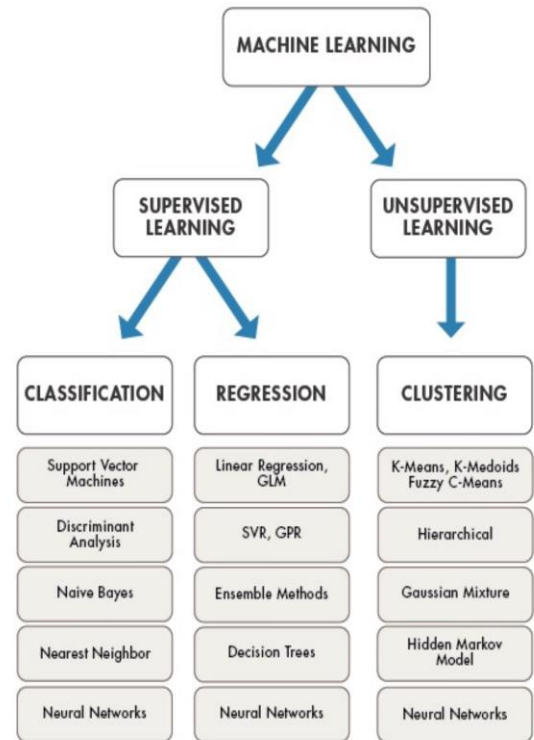 MACHINE LEARNING
SUPERVISED
LEARNING
UNSUPERVISED
LEARNING
CLASSIFICATION
Support Vector
Machines
Discriminant
Analysis
Naive Bayes
Nearest Neighbor
Neural Networks
REGRESSION
Linear Regression,
GLM
SVR, GPR
Ensemble Methods
Decision Trees
Neural Networks
CLUSTERING
K-Means, K-Medoids
Fuzzy C-Means
Hierarchical
Gaussian Mixture
Hidden Markov
Model
Neural Networks